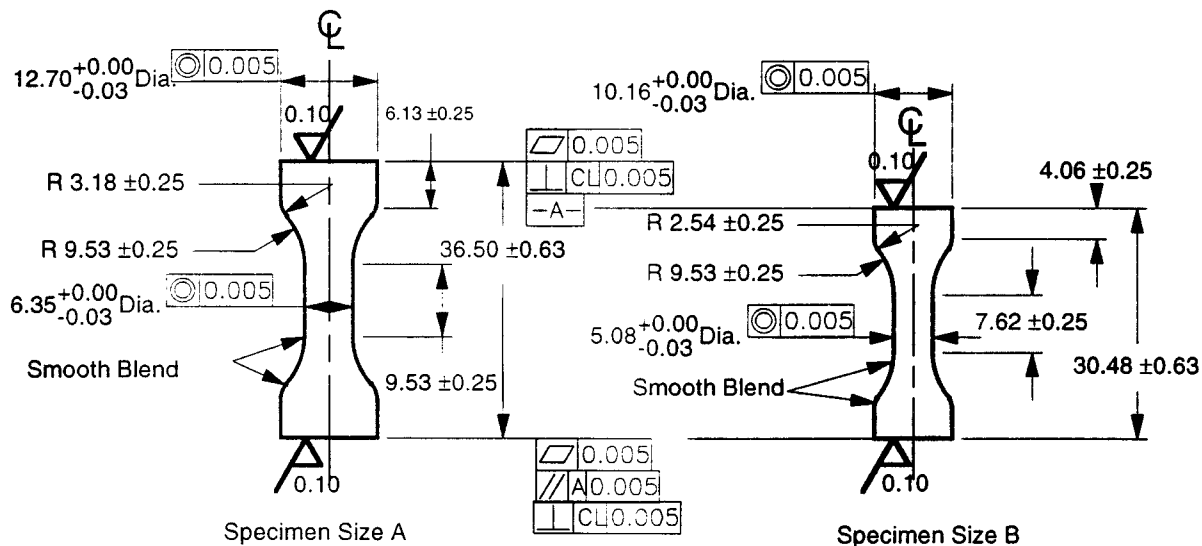 ℄
12.70 +0.00 -0.03 Dia. ◎ 0.005
0.10
6.13 ±0.25
R 3.18 ±0.25
R 9.53 ±0.25
36.50 ±0.63
6.35 +0.00 -0.03 Dia. ◎ 0.005
Smooth Blend
9.53 ±0.25
0.10
Specimen Size A
⏥ 0.005
⊥ CL 0.005
-A-
⏥ 0.005
// A 0.005
⊥ CL 0.005
10.16 +0.00 -0.03 Dia. ◎ 0.005
℄
0.10
4.06 ±0.25
R 2.54 ±0.25
R 9.53 ±0.25
5.08 +0.00 -0.03 Dia. ◎ 0.005
7.62 ±0.25
30.48 ±0.63
Smooth Blend
0.10
Specimen Size B